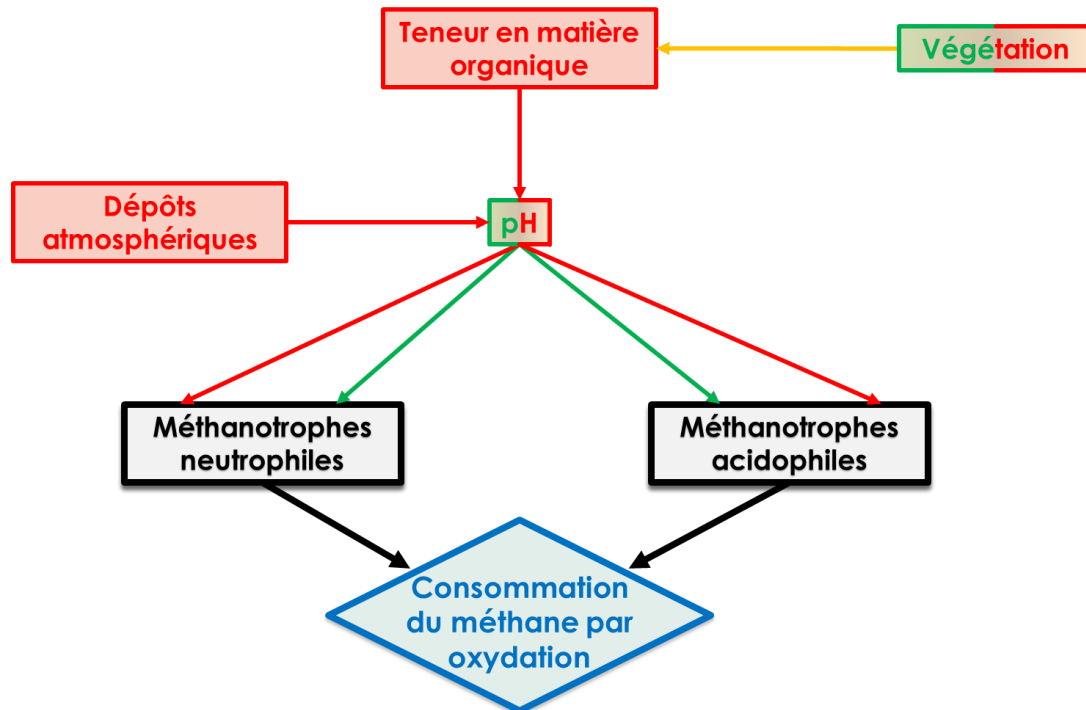 Teneur en matière
organique
Végétation
Dépôts
atmosphériques
pH
Méthanotrophes
neutrophiles
Méthanotrophes
acidophiles
Consommation
du méthane par
oxydation